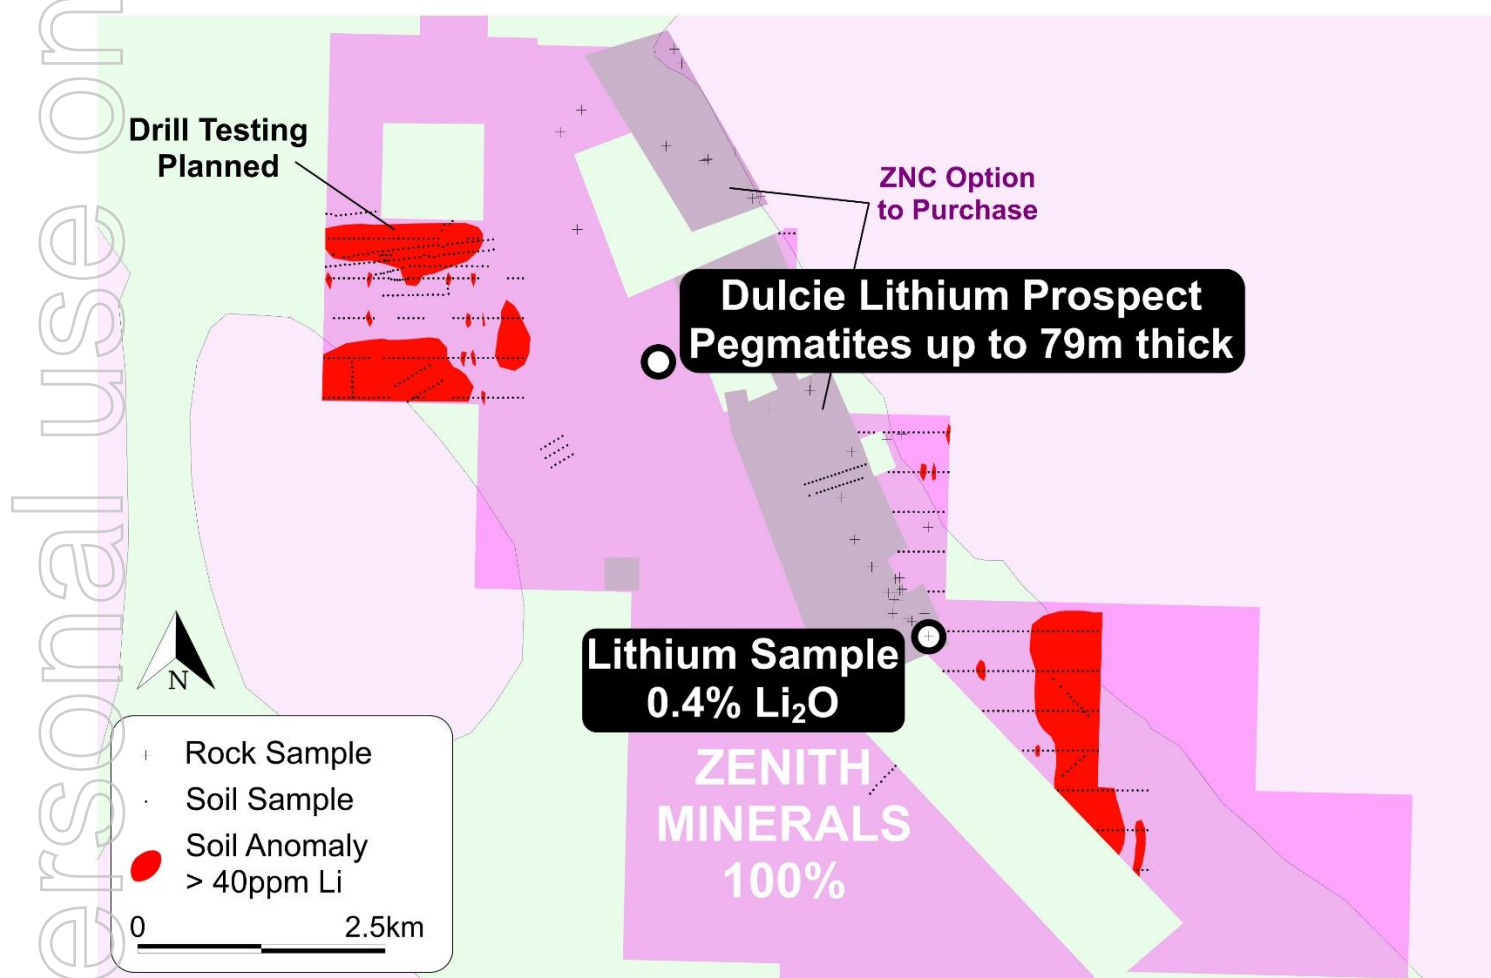 ersonal use on
Drill Testing
Planned
ZNC Option
to Purchase
Dulcie Lithium Prospect
Pegmatites up to 79m thick
Lithium Sample
0.4% Li₂O
ZENITH
MINERALS
100%
N
Rock Sample
Soil Sample
Soil Anomaly
> 40ppm Li
0 2.5km